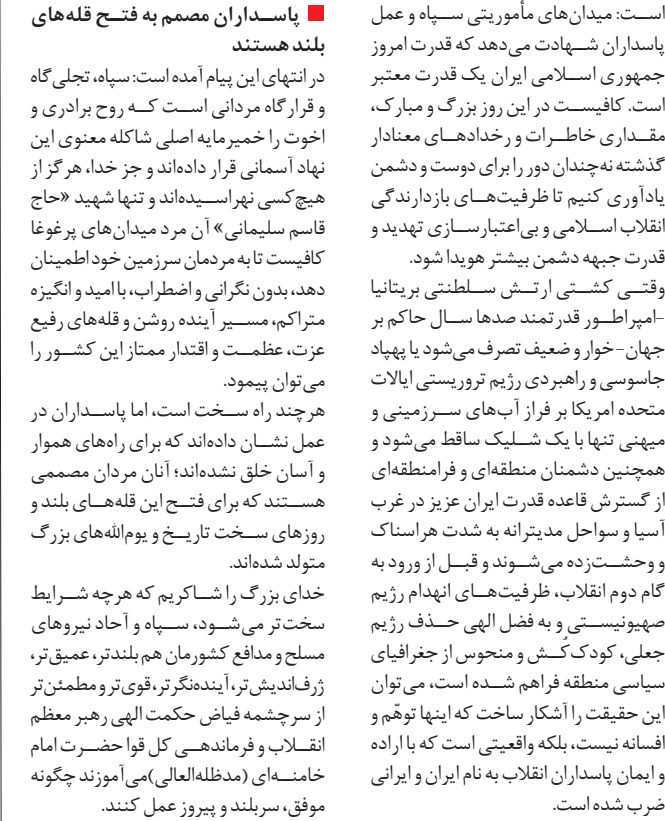 است: میدان‌های مأموریتی سپاه و عمل
پاسداران شهادت می‌دهد که قدرت امروز
جمهوری اسلامی ایران یک قدرت معتبر
است. کافیست در این روز بزرگ و مبارک،
مقداری خاطرات و رخدادهای معنادار
گذشته نه‌چندان دور را برای دوست و دشمن
یادآوری کنیم تا ظرفیت‌های بازدارندگی
انقلاب اسلامی و بی‌اعتبارسازی تهدید و
قدرت جبهه دشمن بیشتر هویدا شود.
وقتی کشتی ارتش سلطنتی بریتانیا
-امپراطور قدرتمند صدها سال حاکم بر
جهان- خوار و ضعیف تصرف می‌شود یا پهپاد
جاسوسی و راهبردی رژیم تروریستی ایالات
متحده امریکا بر فراز آب‌های سرزمینی و
میهنی تنها با یک شلیک ساقط می‌شود و
همچنین دشمنان منطقه‌ای و فرامنطقه‌ای
از گسترش قاعده قدرت ایران عزیز در غرب
آسیا و سواحل مدیترانه به شدت هراسناک
و وحشت‌زده می‌شوند و قبل از ورود به
گام دوم انقلاب، ظرفیت‌های انهدام رژیم
صهیونیستی و به فضل الهی حذف رژیم
جعلی، کودک‌کُش و منحوس از جغرافیای
سیاسی منطقه فراهم شده است، می‌توان
این حقیقت را آشکار ساخت که اینها توهّم و
افسانه نیست، بلکه واقعیتی است که با اراده
و ایمان پاسداران انقلاب به نام ایران و ایرانی
ضرب شده است.
پاسداران مصمم به فتح قله‌های
بلند هستند
در انتهای این پیام آمده است: سپاه، تجلی‌گاه
و قرارگاه مردانی است که روح برادری و
اخوت را خمیرمایه اصلی شاکله معنوی این
نهاد آسمانی قرار داده‌اند و جز خدا، هرگز از
هیچ‌کسی نهراسیده‌اند و تنها شهید «حاج
قاسم سلیمانی» آن مرد میدان‌های پرغوغا
کافیست تا به مردمان سرزمین خود اطمینان
دهد، بدون نگرانی و اضطراب، با امید و انگیزه
متراکم، مسیر آینده روشن و قله‌های رفیع
عزت، عظمت و اقتدار ممتاز این کشور را
می‌توان پیمود.
هرچند راه سخت است، اما پاسداران در
عمل نشان داده‌اند که برای راه‌های هموار
و آسان خلق نشده‌اند؛ آنان مردان مصممی
هستند که برای فتح این قله‌های بلند و
روزهای سخت تاریخ و یوم‌الله‌های بزرگ
متولد شده‌اند.
خدای بزرگ را شاکریم که هرچه شرایط
سخت‌تر می‌شود، سپاه و آحاد نیروهای
مسلح و مدافع کشورمان هم بلندتر، عمیق‌تر،
ژرف‌اندیش‌تر، آینده‌نگرتر، قوی‌تر و مطمئن‌تر
از سرچشمه فیاض حکمت الهی رهبر معظم
انقلاب و فرماندهی کل قوا حضرت امام
خامنه‌ای (مدظله‌العالی) می‌آموزند چگونه
موفق، سربلند و پیروز عمل کنند.